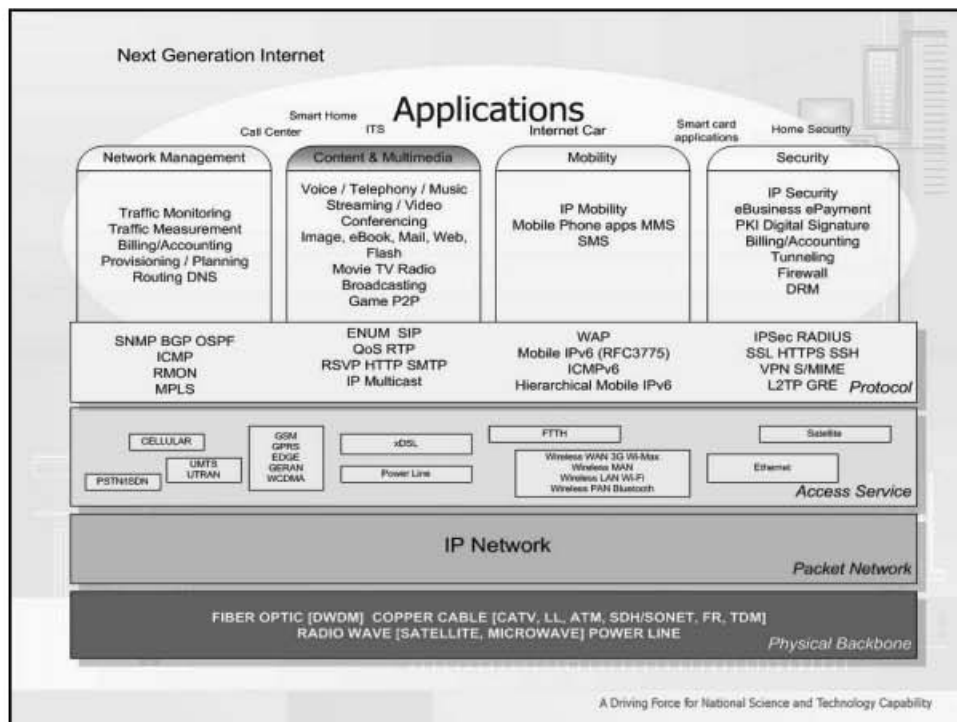 Next Generation Internet
Applications
Smart Home
Call Center
ITS
Internet Car
Smart card
applications
Home Security
Network Management
Traffic Monitoring
Traffic Measurement
Billing/Accounting
Provisioning / Planning
Routing DNS
Content & Multimedia
Voice / Telephony / Music
Streaming / Video
Conferencing
Image, eBook, Mail, Web,
Flash
Movie TV Radio
Broadcasting
Game P2P
Mobility
IP Mobility
Mobile Phone apps MMS
SMS
Security
IP Security
eBusiness ePayment
PKI Digital Signature
Billing/Accounting
Tunneling
Firewall
DRM
SNMP BGP OSPF
ICMP
RMON
MPLS
ENUM SIP
QoS RTP
RSVP HTTP SMTP
IP Multicast
WAP
Mobile IPv6 (RFC3775)
ICMPv6
Hierarchical Mobile IPv6
IPSec RADIUS
SSL HTTPS SSH
VPN S/MIME
L2TP GRE
Protocol
CELLULAR
PSTN/ISDN
UMTS
UTRAN
GSM
GPRS
EDGE
GERAN
WCDMA
xDSL
Power Line
FTTH
Wireless WAN 3G Wi-Max
Wireless MAN
Wireless LAN Wi-Fi
Wireless PAN Bluetooth
Satellite
Ethernet
Access Service
IP Network
Packet Network
FIBER OPTIC [DWDM] COPPER CABLE [CATV, LL, ATM, SDH/SONET, FR, TDM]
RADIO WAVE [SATELLITE, MICROWAVE] POWER LINE
Physical Backbone
A Driving Force for National Science and Technology Capability